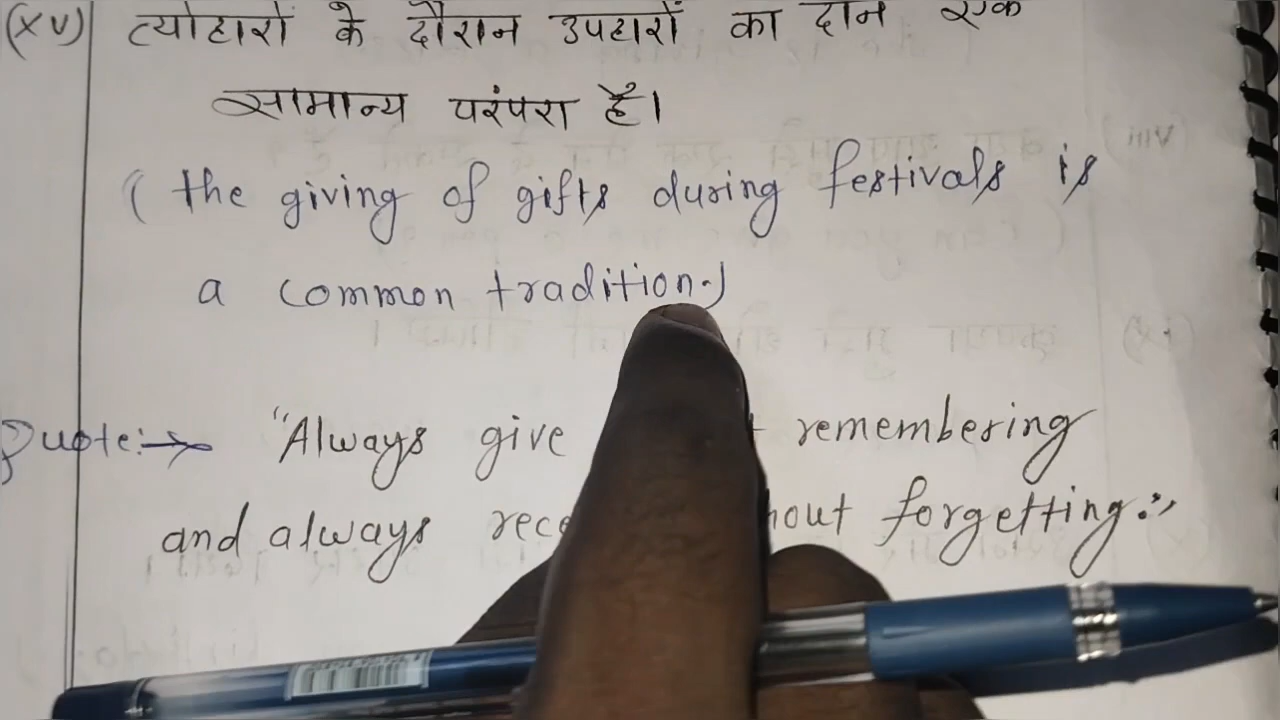 (XV) त्योहारों के दौरान उपहारों का दान एक
सामान्य परंपरा है।
( the giving of gifts during festivals is
a common tradition.)
Quote:→ "Always give remembering
and always forgetting."